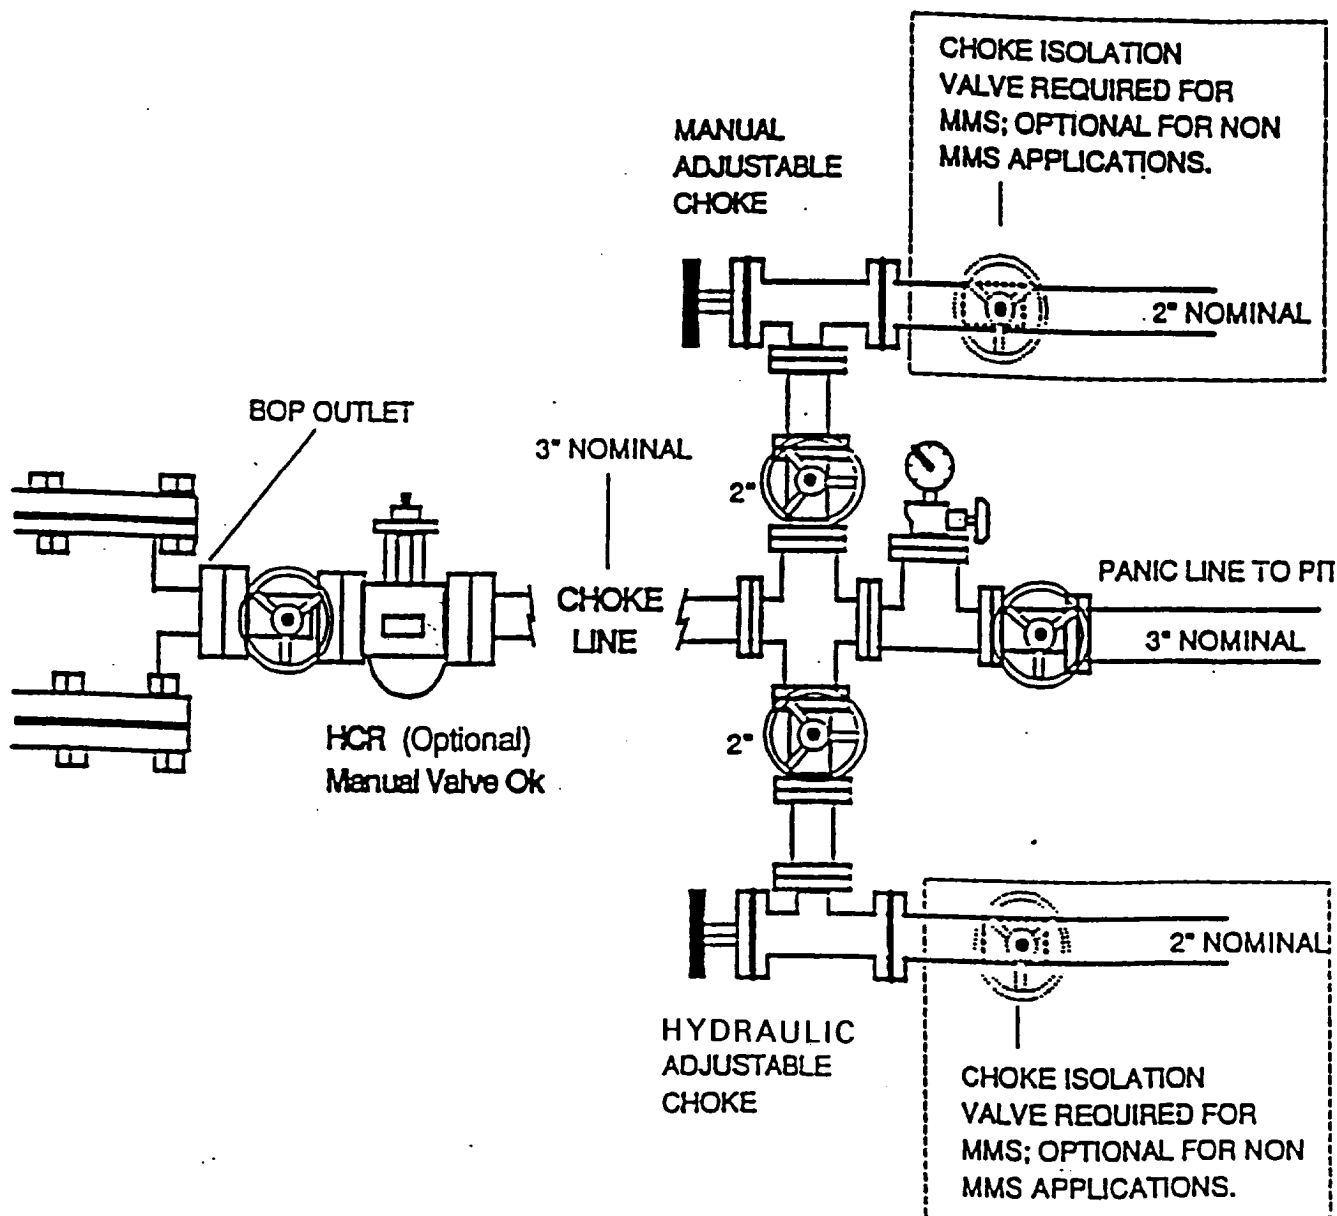 CHOKE ISOLATION
VALVE REQUIRED FOR
MMS; OPTIONAL FOR NON
MMS APPLICATIONS.
MANUAL
ADJUSTABLE
CHOKE
2" NOMINAL
BOP OUTLET
3" NOMINAL
2"
PANIC LINE TO PIT
CHOKE
LINE
3" NOMINAL
HCR (Optional)
Manual Valve Ok
2"
2" NOMINAL
HYDRAULIC
ADJUSTABLE
CHOKE
CHOKE ISOLATION
VALVE REQUIRED FOR
MMS; OPTIONAL FOR NON
MMS APPLICATIONS.